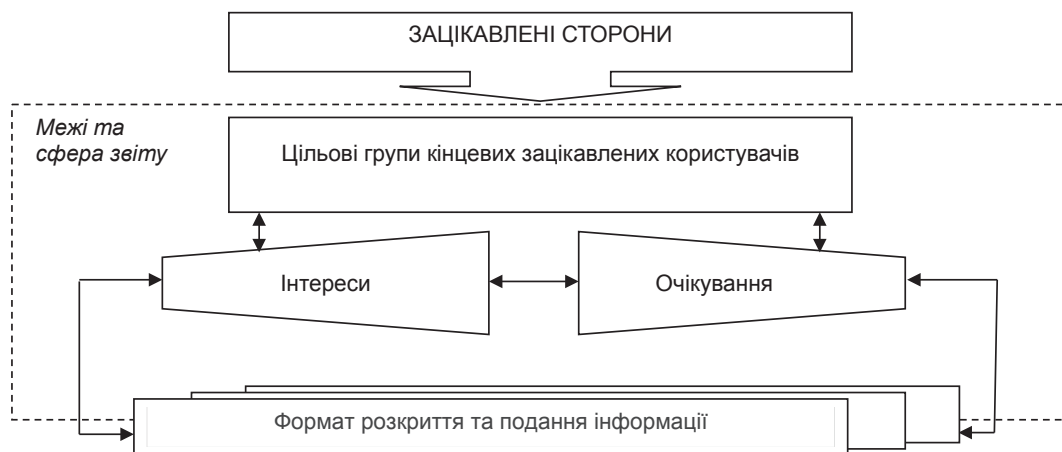 ЗАЦІКАВЛЕНІ СТОРОНИ
Межі та
сфера звіту
Цільові групи кінцевих зацікавлених користувачів
Інтереси
Очікування
Формат розкриття та подання інформації